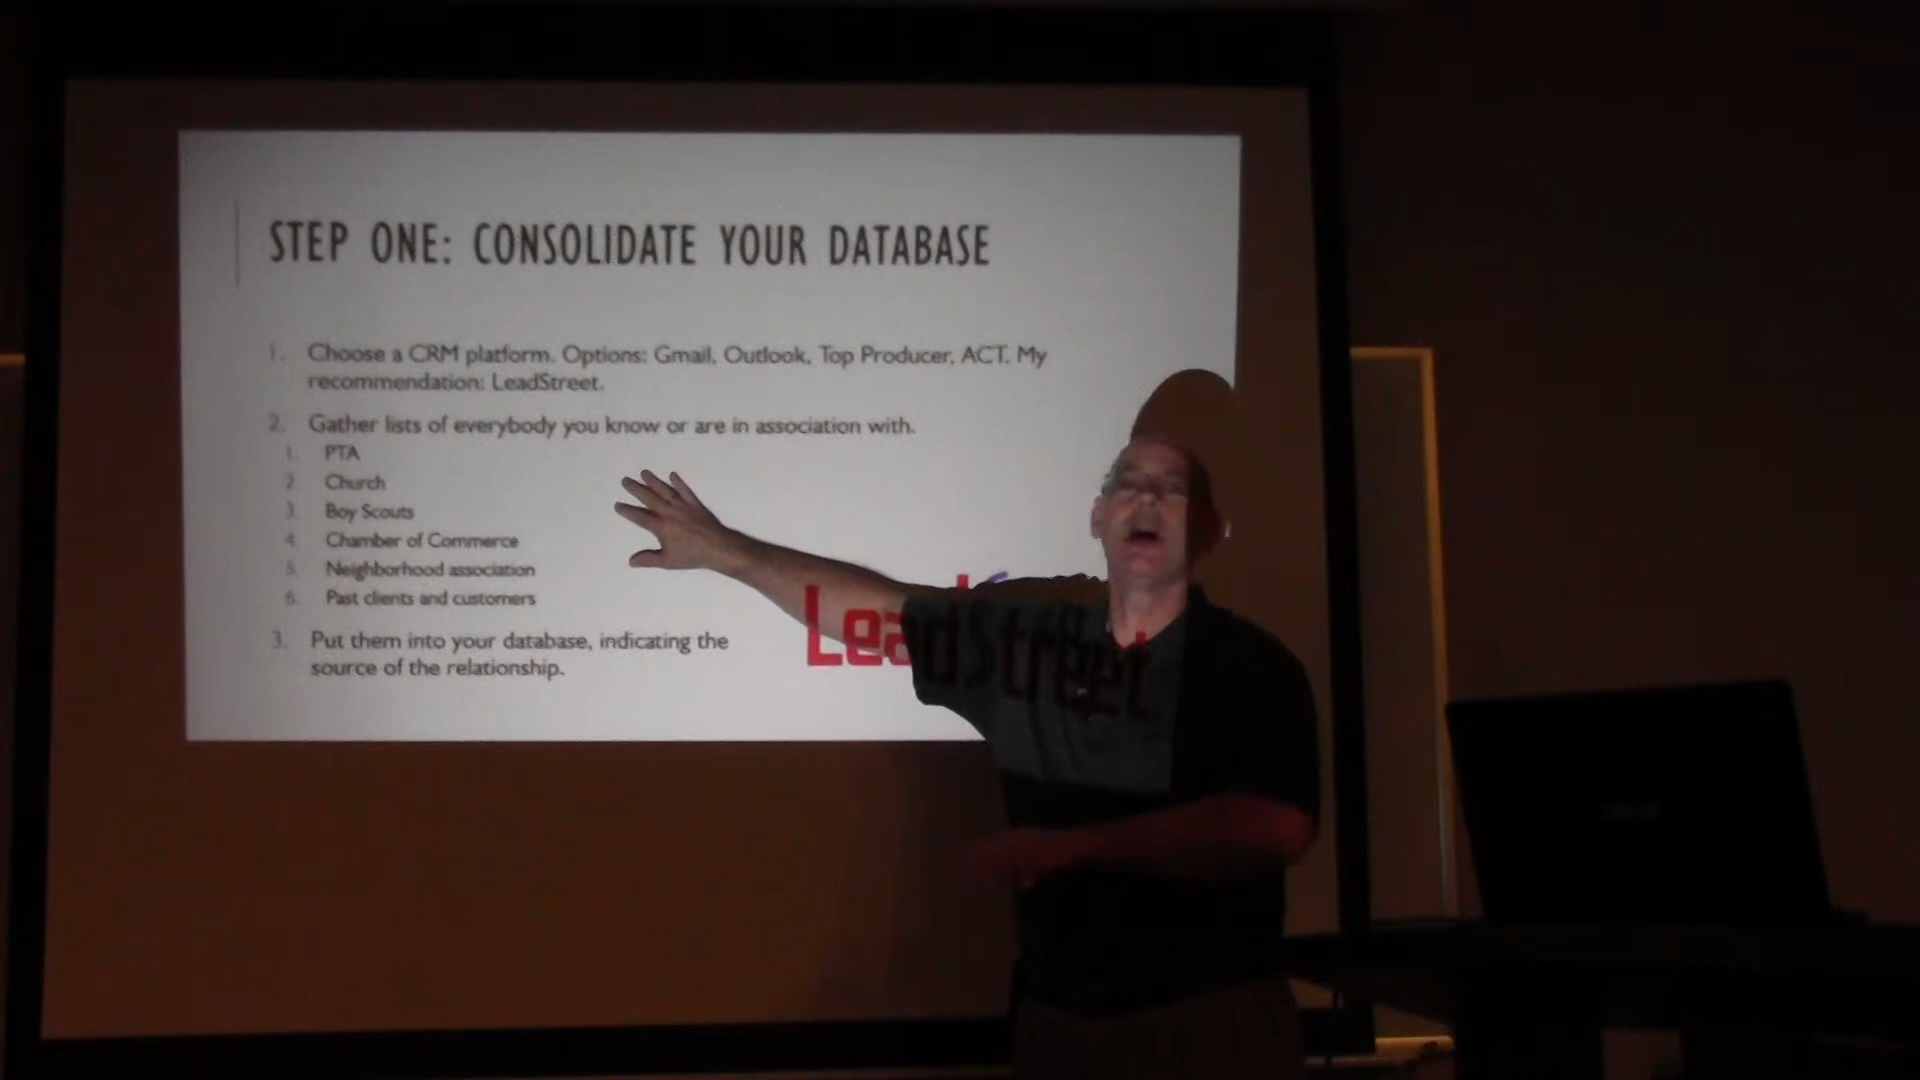 STEP ONE: CONSOLIDATE YOUR DATABASE
1. Choose a CRM platform. Options: Gmail, Outlook, Top Producer, ACT. My
recommendation: LeadStreet.
2. Gather lists of everybody you know or are in association with.
1. PTA
2. Church
3. Boy Scouts
4. Chamber of Commerce
5. Neighborhood association
6. Past clients and customers
3. Put them into your database, indicating the
source of the relationship.
LeadStreet